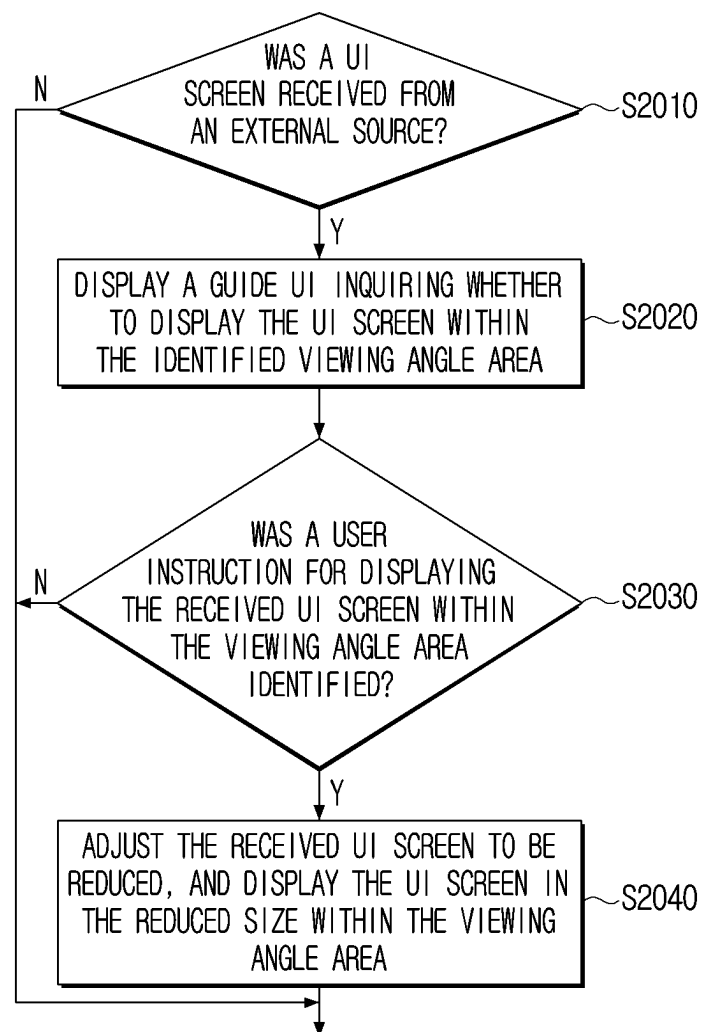 WAS A UI
SCREEN RECEIVED FROM
AN EXTERNAL SOURCE?
N
S2010
Y
DISPLAY A GUIDE UI INQUIRING WHETHER
TO DISPLAY THE UI SCREEN WITHIN
THE IDENTIFIED VIEWING ANGLE AREA
S2020
WAS A USER
INSTRUCTION FOR DISPLAYING
THE RECEIVED UI SCREEN WITHIN
THE VIEWING ANGLE AREA
IDENTIFIED?
N
S2030
Y
ADJUST THE RECEIVED UI SCREEN TO BE
REDUCED, AND DISPLAY THE UI SCREEN IN
THE REDUCED SIZE WITHIN THE VIEWING
ANGLE AREA
S2040